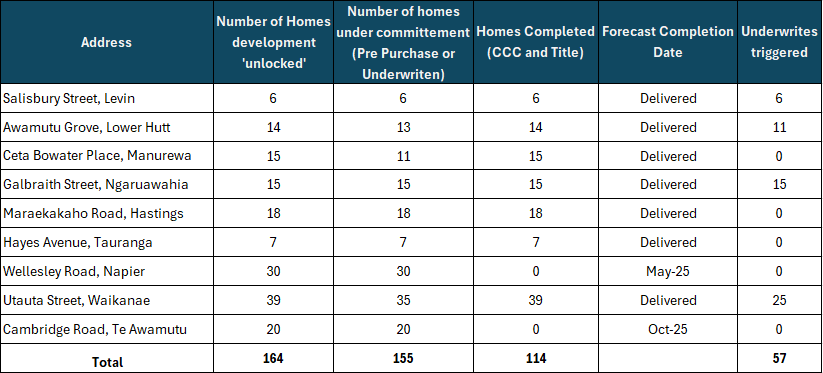 Address | Number of Homes development 'unlocked' | Number of homes under committement (Pre Purchase or Underwriten) | Homes Completed (CCC and Title) | Forecast Completion Date | Underwrites triggered
Salisbury Street, Levin | 6 | 6 | 6 | Delivered | 6
Awamutu Grove, Lower Hutt | 14 | 13 | 14 | Delivered | 11
Ceta Bowater Place, Manurewa | 15 | 11 | 15 | Delivered | 0
Galbraith Street, Ngaruawahia | 15 | 15 | 15 | Delivered | 15
Maraekakaho Road, Hastings | 18 | 18 | 18 | Delivered | 0
Hayes Avenue, Tauranga | 7 | 7 | 7 | Delivered | 0
Wellesley Road, Napier | 30 | 30 | 0 | May-25 | 0
Utauta Street, Waikanae | 39 | 35 | 39 | Delivered | 25
Cambridge Road, Te Awamutu | 20 | 20 | 0 | Oct-25 | 0
Total | 164 | 155 | 114 | | 57